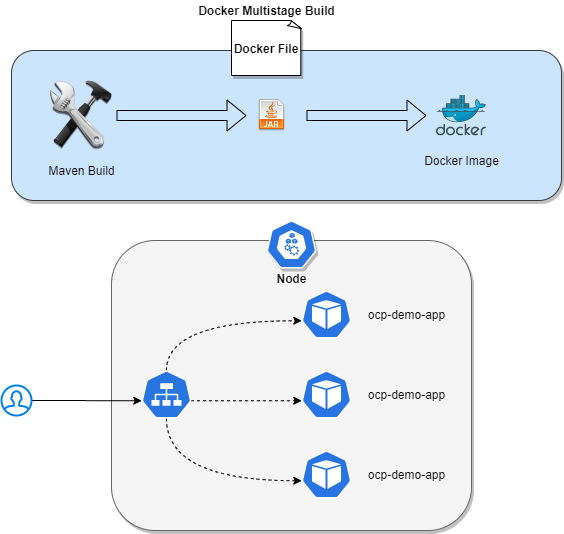 Docker Multistage Build
Docker File
JAR
docker
Maven Build
Docker Image
Node
ocp-demo-app
ocp-demo-app
ocp-demo-app